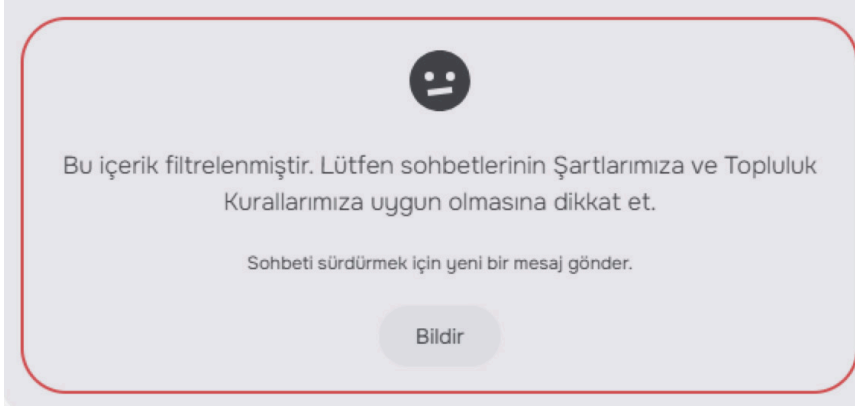 Bu içerik filtrelenmiştir. Lütfen sohbetlerinin Şartlarımıza ve Topluluk
Kurallarımıza uygun olmasına dikkat et.
Sohbeti sürdürmek için yeni bir mesaj gönder.
Bildir